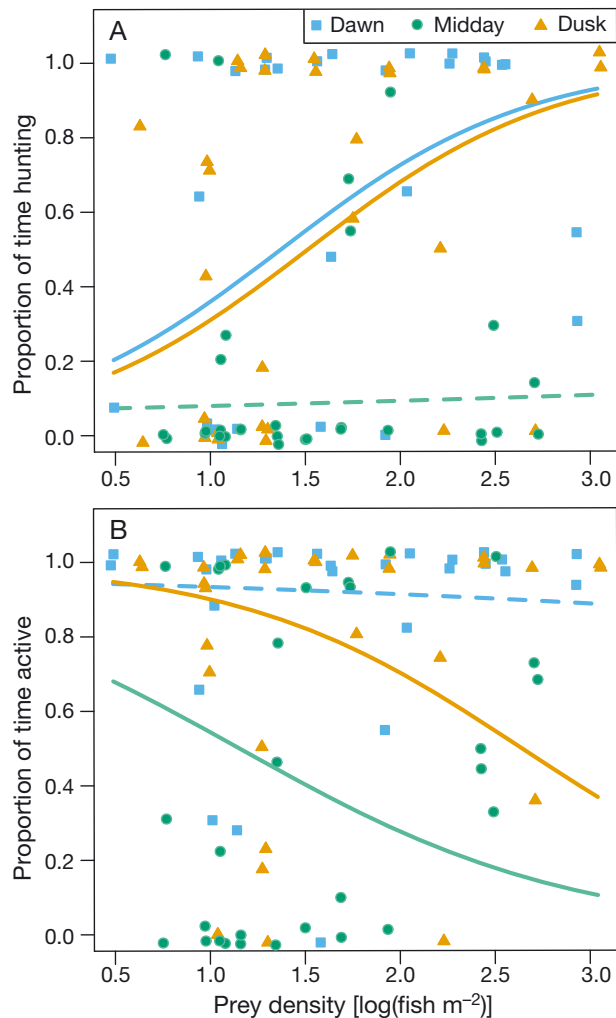 A
Dawn Midday Dusk
1.0
0.8
0.6
0.4
0.2
0.0
Proportion of time hunting
0.5 1.0 1.5 2.0 2.5 3.0
B
1.0
0.8
0.6
0.4
0.2
0.0
Proportion of time active
0.5 1.0 1.5 2.0 2.5 3.0
Prey density [log(fish m⁻²)]